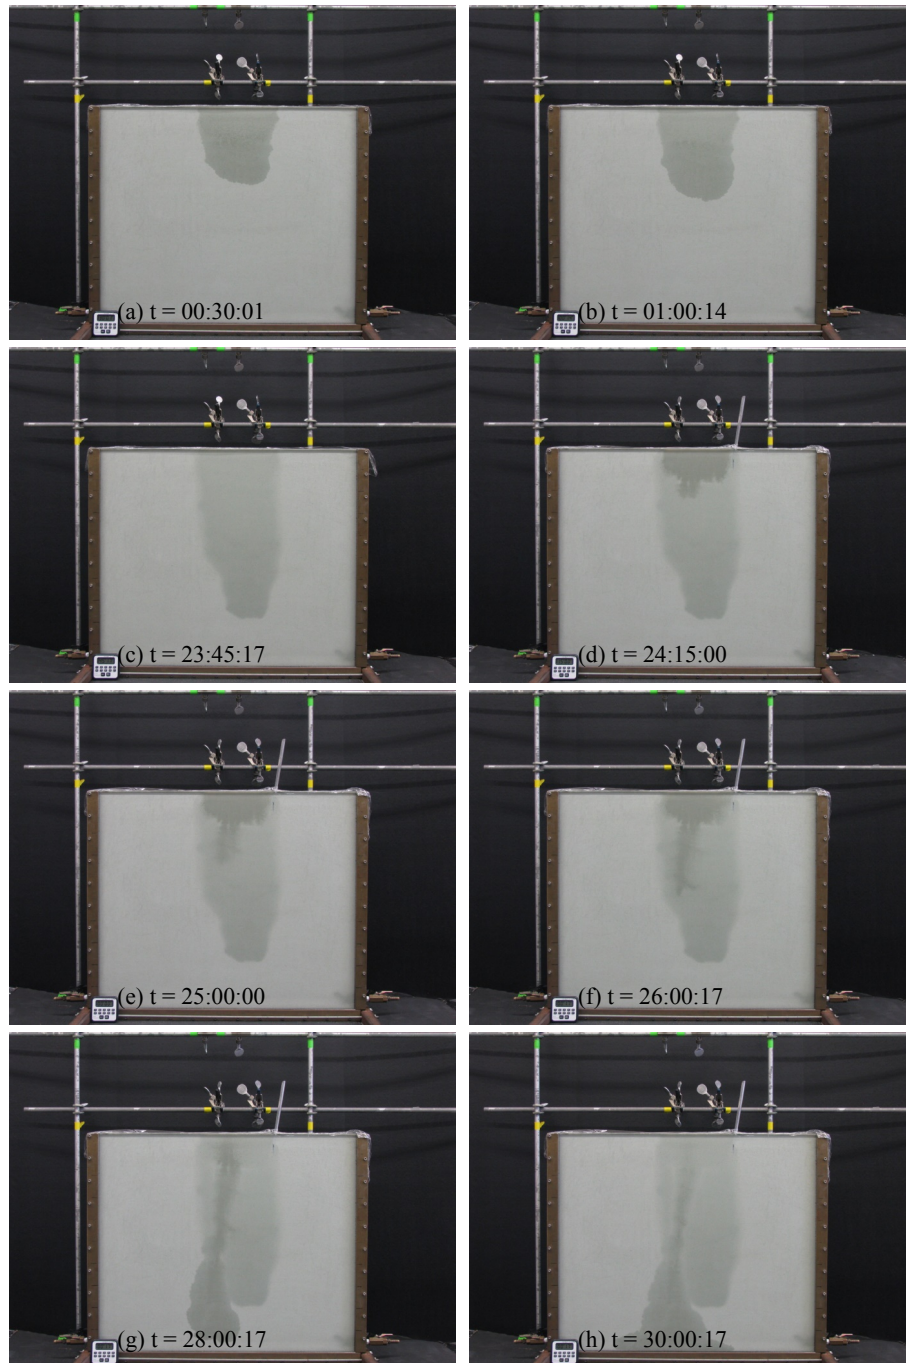 (a) t = 00:30:01
(b) t = 01:00:14
(c) t = 23:45:17
(d) t = 24:15:00
(e) t = 25:00:00
(f) t = 26:00:17
(g) t = 28:00:17
(h) t = 30:00:17